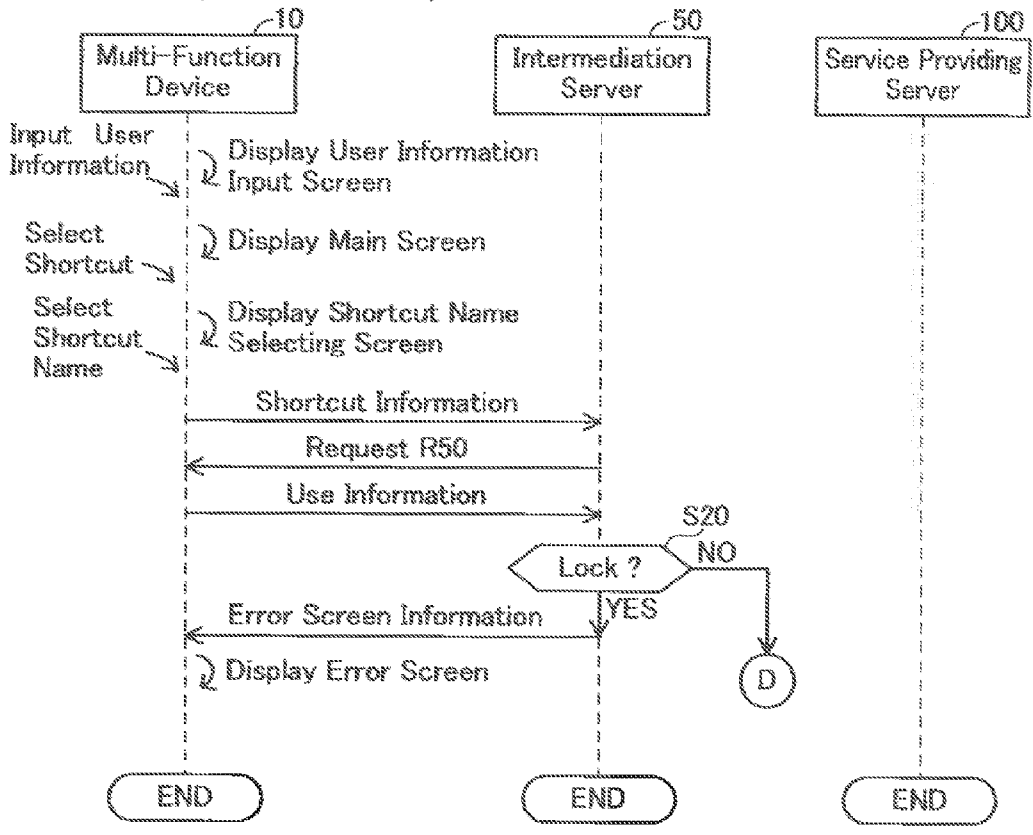 10
50
100
Multi-Function
Device
Intermediation
Server
Service Providing
Server
Input User
Information
Display User Information
Input Screen
Select
Shortcut
Display Main Screen
Select
Shortcut
Name
Display Shortcut Name
Selecting Screen
Shortcut Information
Request R50
Use Information
S20
Lock ?
NO
YES
Error Screen Information
Display Error Screen
D
END
END
END